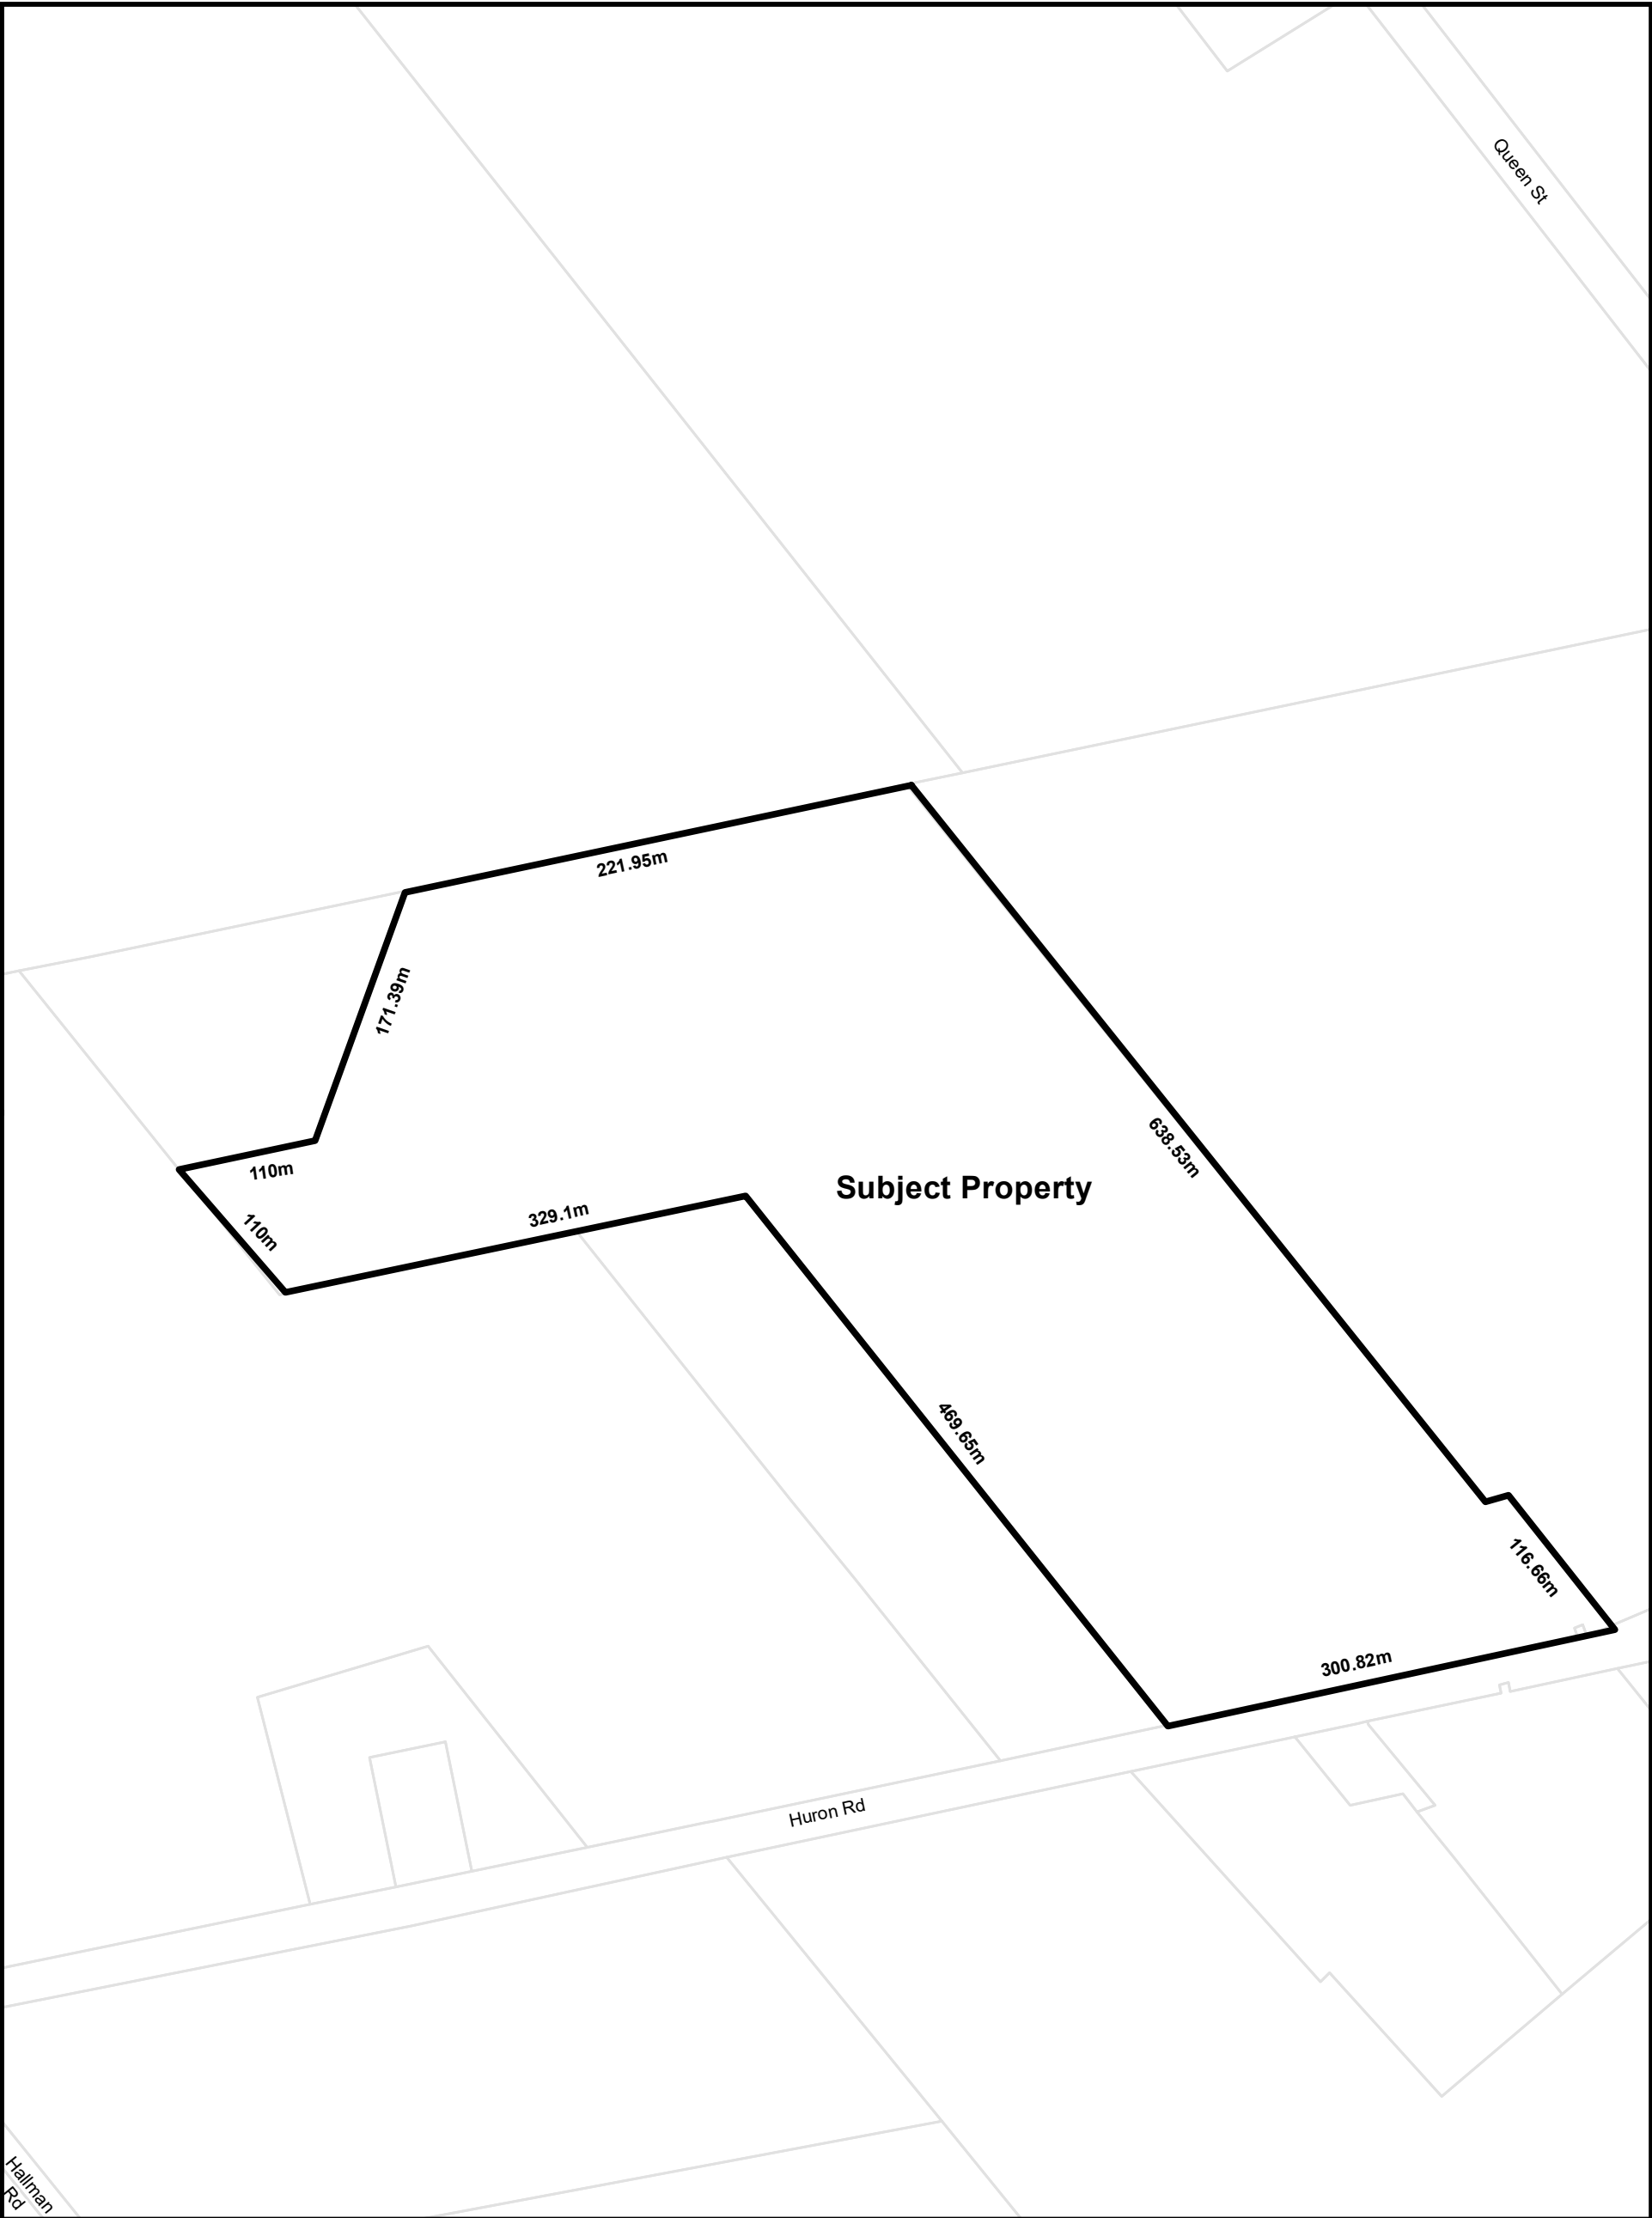 Queen St
221.95m
171.39m
638.53m
110m
Subject Property
329.1m
110m
469.65m
116.66m
300.82m
Huron Rd
Hallman
Rd